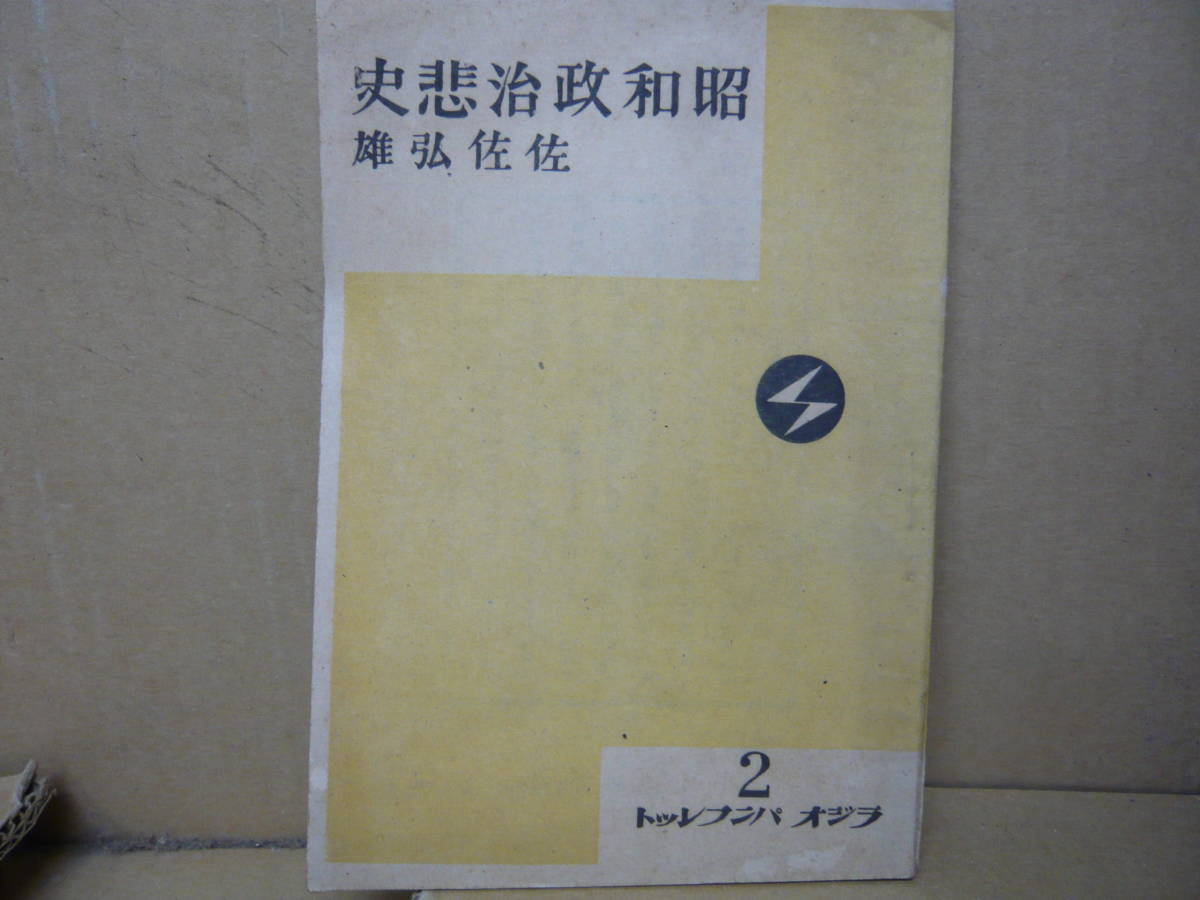 昭和政治悲史
佐佐弘雄
2
ラジオ パンフレット